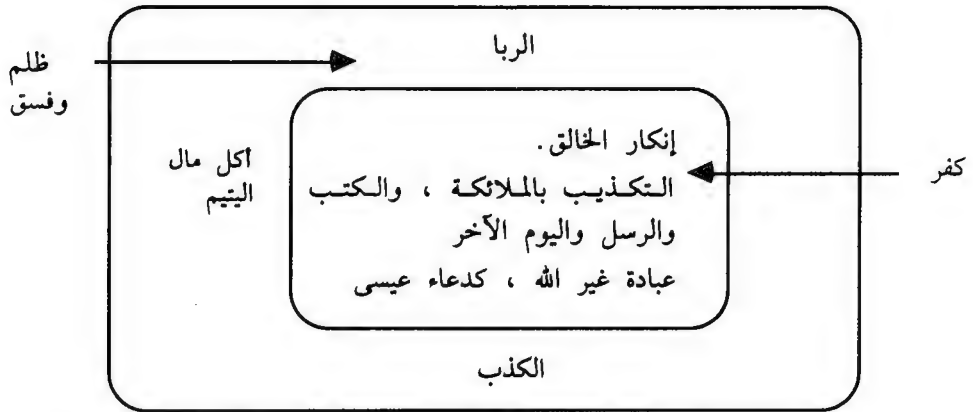 الربا
ظلم
وفسق
إنكار الخالق.
أكل مال
اليتيم
التكذيب بالملائكة ، والكتب
والرسل واليوم الآخر
عبادة غير الله ، كدعاء عيسى
كفر
الكذب